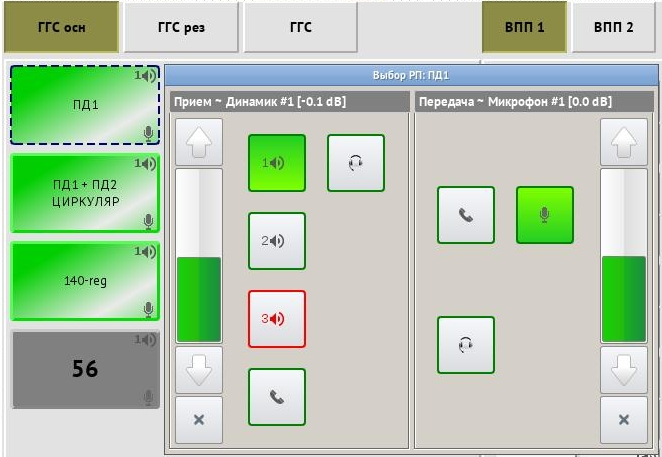 ГГС осн
ГГС рез
ГГС
ВПП 1
ВПП 2
Выбор РП: ПД1
1
ПД1
1
ПД1 + ПД2
ЦИРКУЛЯР
1
140-reg
1
56
Прием ~ Динамик #1 [-0.1 dB]
1
2
3
Передача ~ Микрофон #1 [0.0 dB]